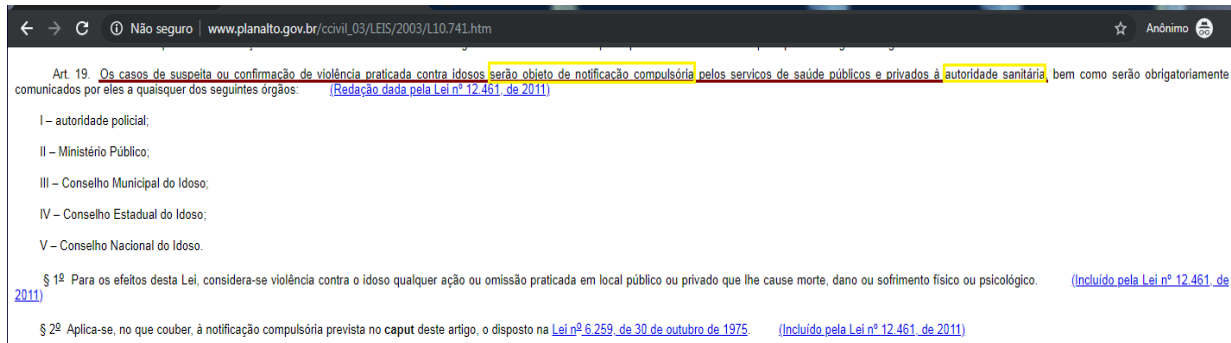 Não seguro | www.planalto.gov.br/ccivil_03/LEIS/2003/L10.741.htm Anônimo
Art. 19. Os casos de suspeita ou confirmação de violência praticada contra idosos serão objeto de notificação compulsória pelos serviços de saúde públicos e privados à autoridade sanitária, bem como serão obrigatoriamente
comunicados por eles a quaisquer dos seguintes órgãos: (Redação dada pela Lei nº 12.461, de 2011)
I – autoridade policial;
II – Ministério Público;
III – Conselho Municipal do Idoso;
IV – Conselho Estadual do Idoso;
V – Conselho Nacional do Idoso.
§ 1º Para os efeitos desta Lei, considera-se violência contra o idoso qualquer ação ou omissão praticada em local público ou privado que lhe cause morte, dano ou sofrimento físico ou psicológico. (Incluído pela Lei nº 12.461, de
2011)
§ 2º Aplica-se, no que couber, à notificação compulsória prevista no caput deste artigo, o disposto na Lei nº 6.259, de 30 de outubro de 1975. (Incluído pela Lei nº 12.461, de 2011)